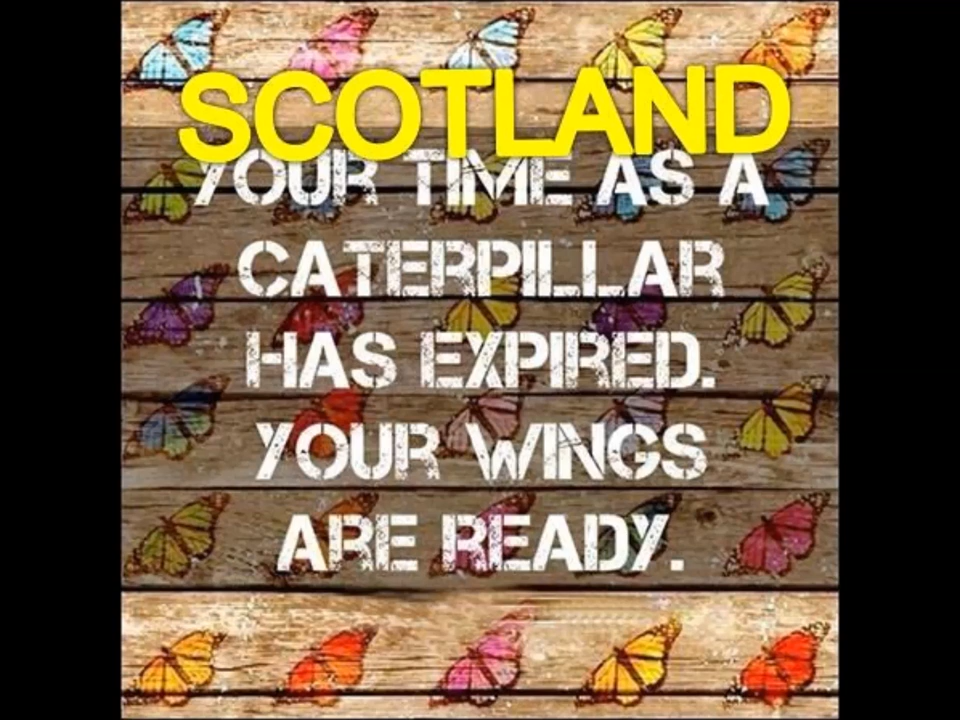 SCOTLAND
YOUR TIME AS A
CATERPILLAR
HAS EXPIRED.
YOUR WINGS
ARE READY.